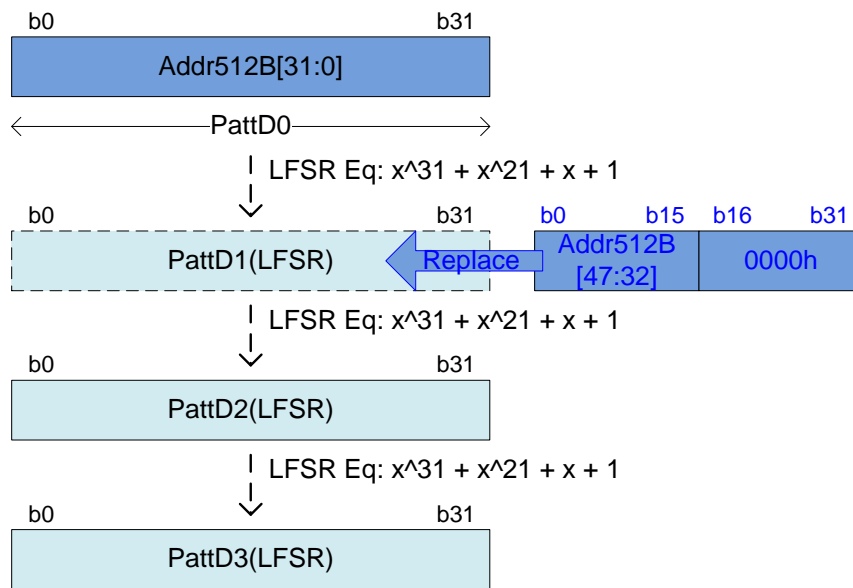 b0 b31
Addr512B[31:0]
PattD0
LFSR Eq: x^31 + x^21 + x + 1
b0 b31 b0 b15 b16 b31
PattD1(LFSR) Replace Addr512B 0000h
[47:32]
LFSR Eq: x^31 + x^21 + x + 1
b0 b31
PattD2(LFSR)
LFSR Eq: x^31 + x^21 + x + 1
b0 b31
PattD3(LFSR)